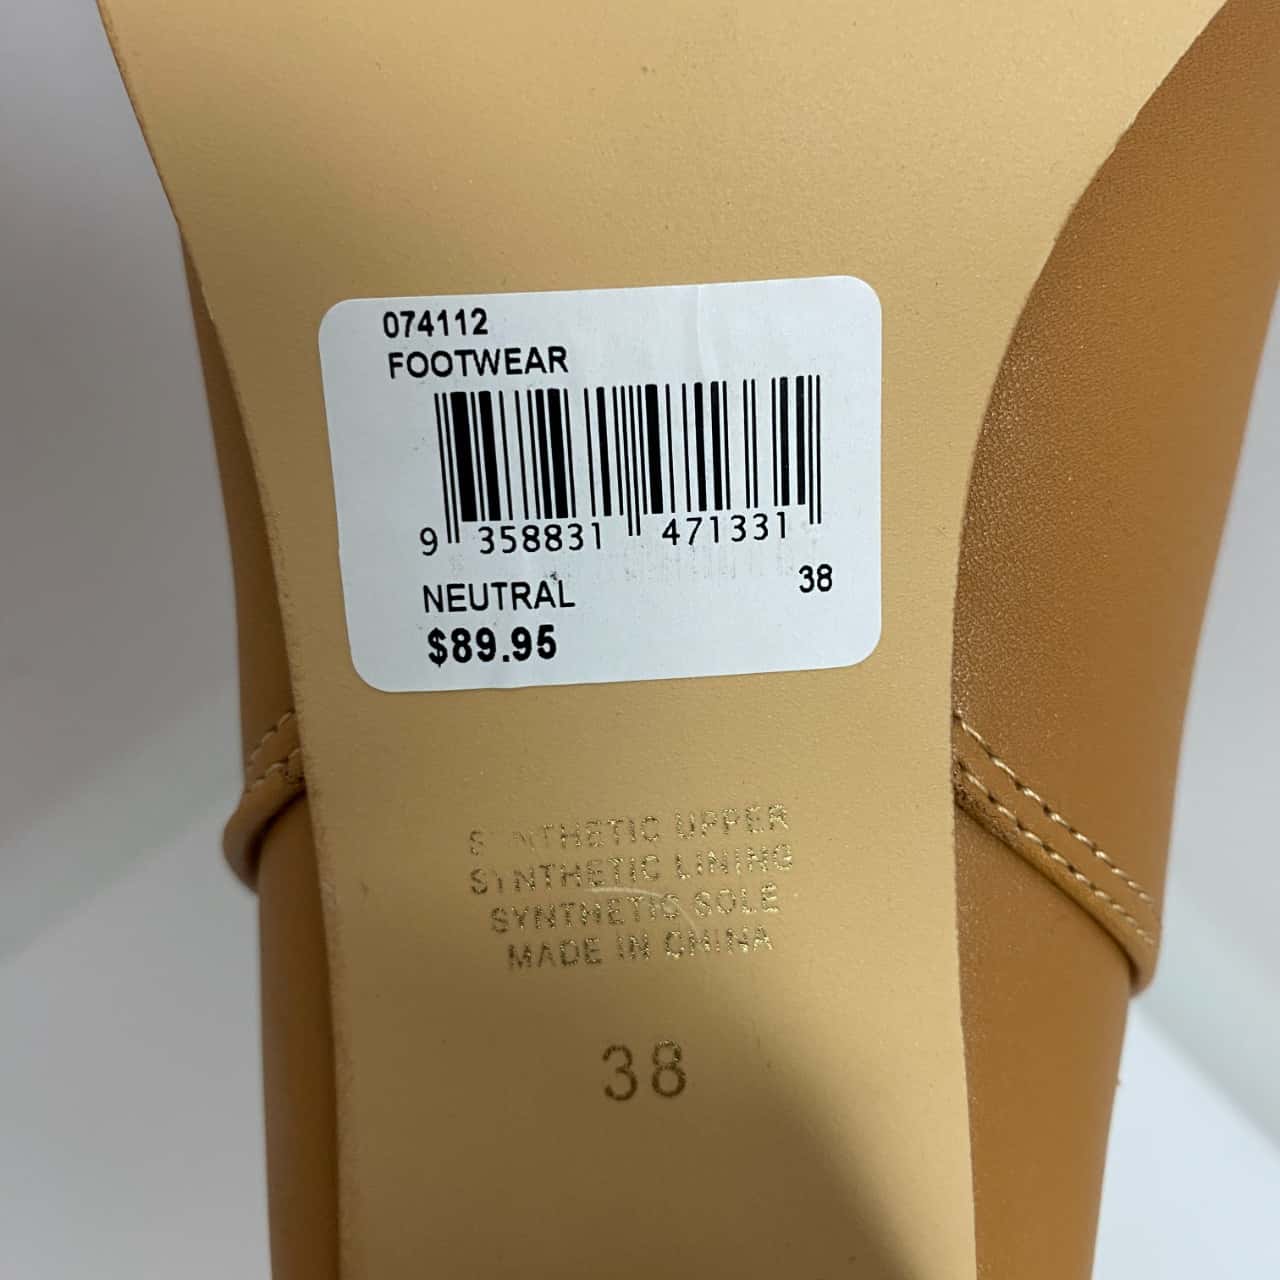 074112
FOOTWEAR
9 358831 471331
NEUTRAL 38
$89.95
SYNTHETIC UPPER
SYNTHETIC LINING
SYNTHETIC SOLE
MADE IN CHINA
38